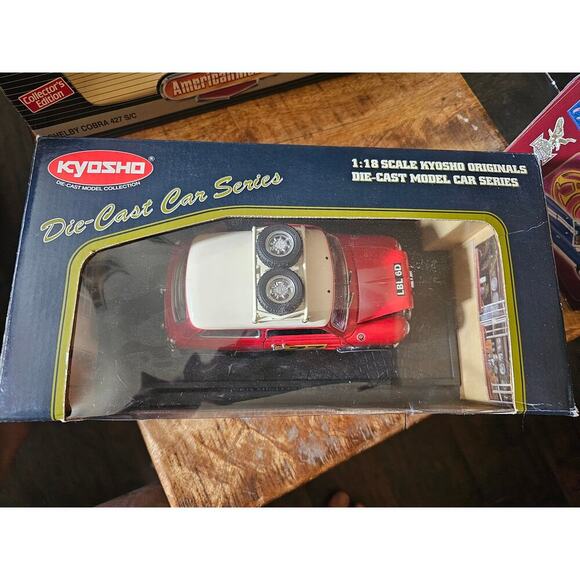 Collector's
Edition
American M
SHELBY COBRA 427 S/C
KYOSHO®
DIE-CAST MODEL COLLECTION
Die-Cast Car Series
1:18 SCALE KYOSHO ORIGINALS
DIE-CAST MODEL CAR SERIES
LBL 6D